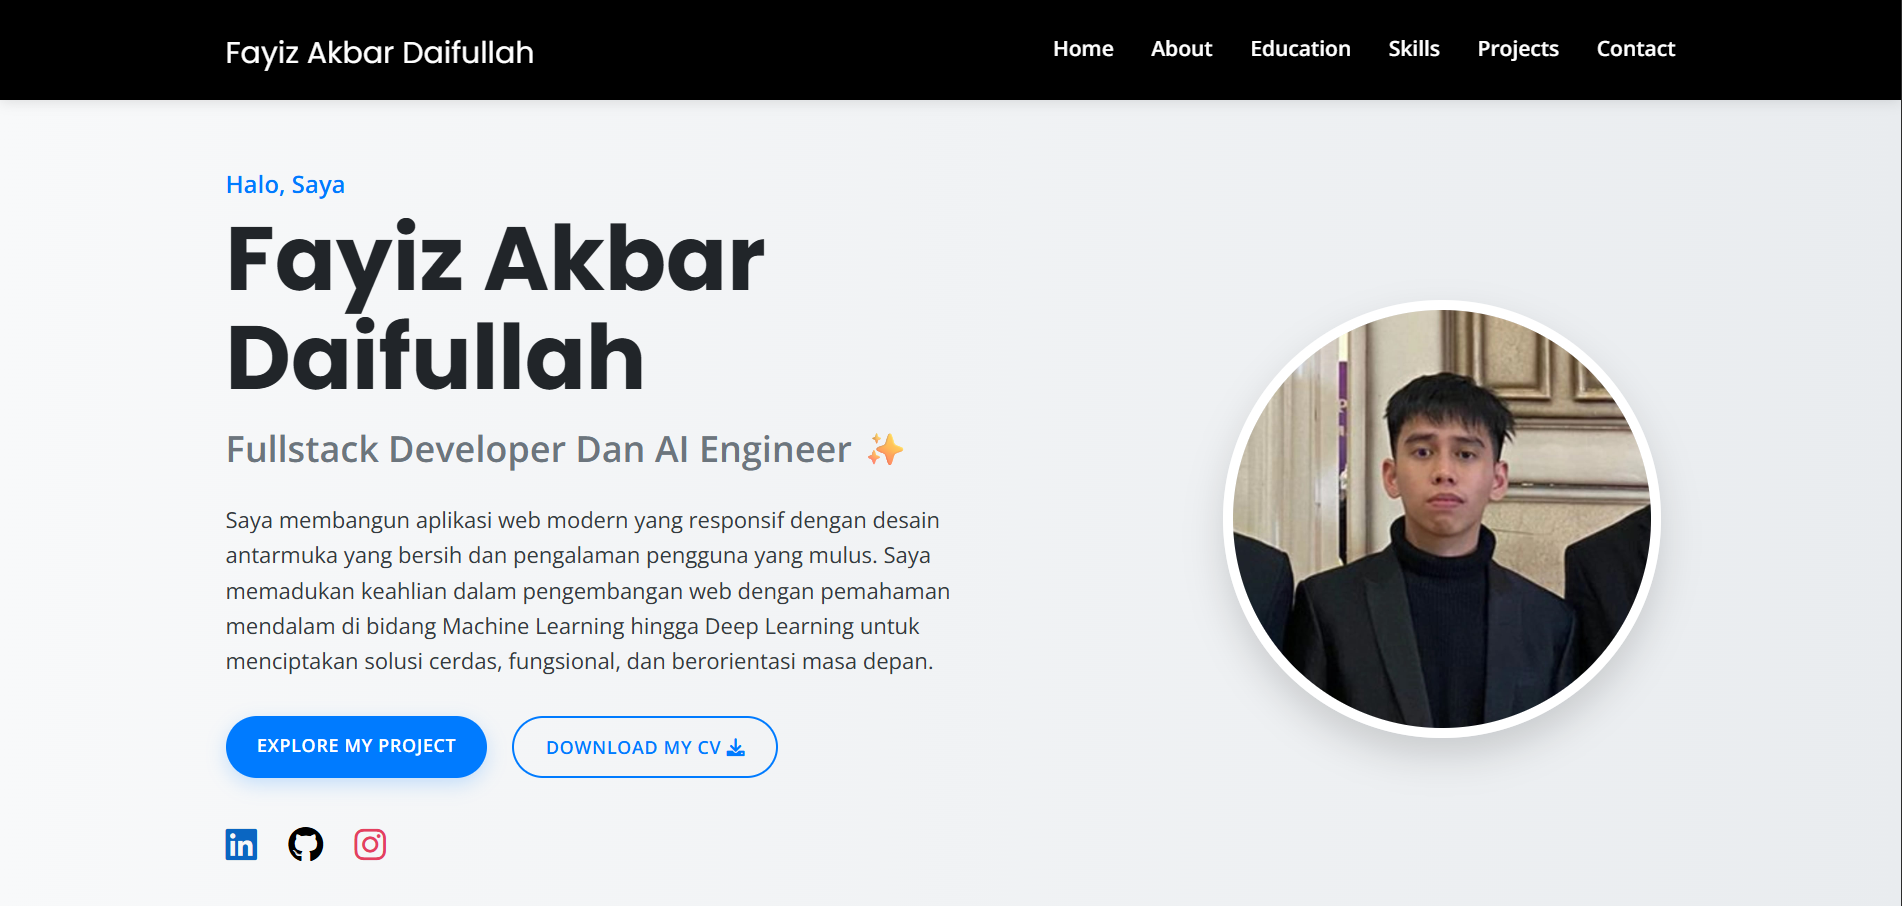 Fayiz Akbar Daifullah
Home About Education Skills Projects Contact
Halo, Saya
Fayiz Akbar
Daifullah
Fullstack Developer Dan AI Engineer ✨
Saya membangun aplikasi web modern yang responsif dengan desain
antarmuka yang bersih dan pengalaman pengguna yang mulus. Saya
memadukan keahlian dalam pengembangan web dengan pemahaman
mendalam di bidang Machine Learning hingga Deep Learning untuk
menciptakan solusi cerdas, fungsional, dan berorientasi masa depan.
EXPLORE MY PROJECT
DOWNLOAD MY CV
in